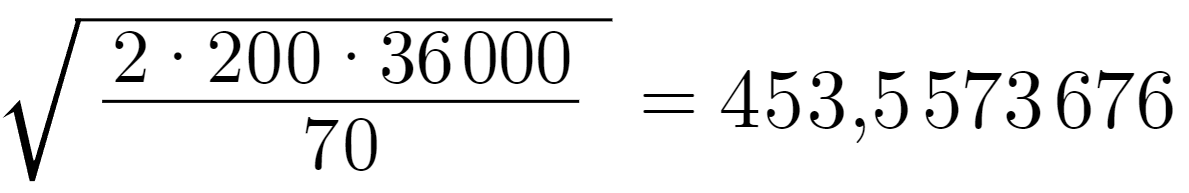 √(2 · 200 · 36 000 / 70) = 453,5 573 676